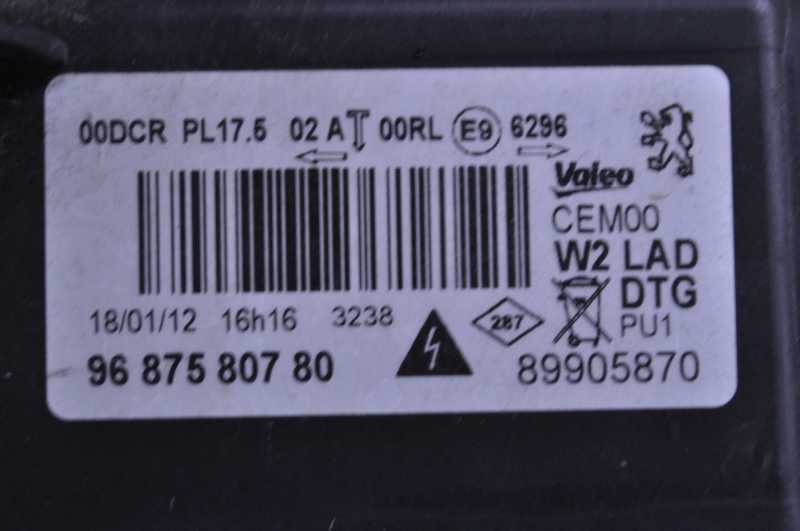 00DCR PL17.5 02 A 00RL E9 6296
Valeo
CEM00
W2 LAD
DTG
18/01/12 16h16 3238 287 PU1
96 875 807 80 89905870